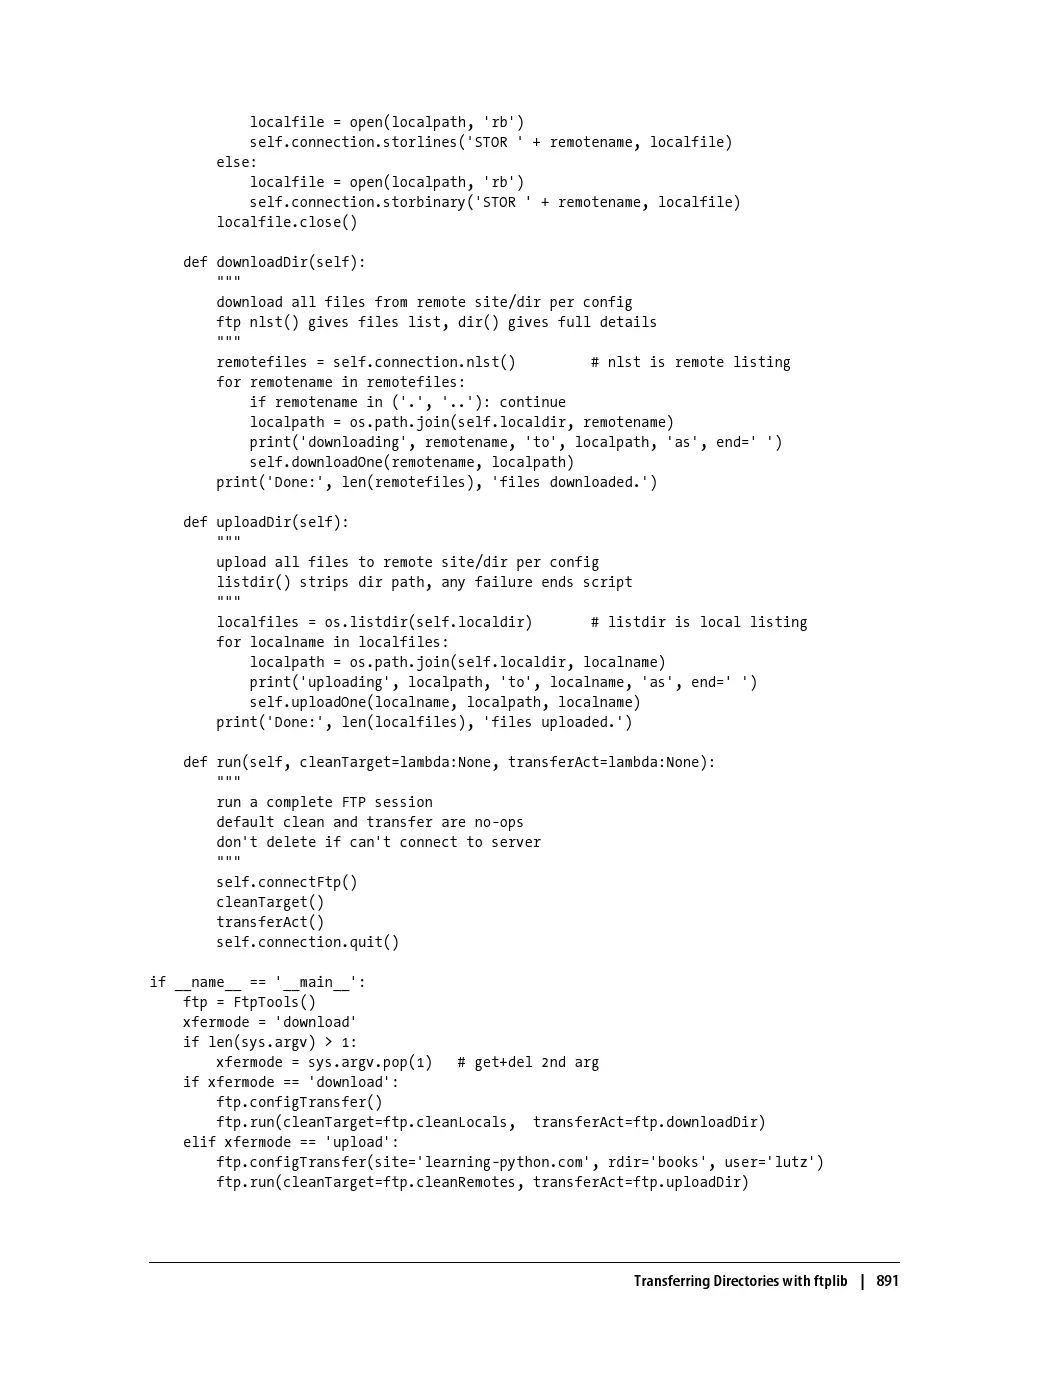 localfile = open(localpath, 'rb')
            self.connection.storlines('STOR ' + remotename, localfile)
        else:
            localfile = open(localpath, 'rb')
            self.connection.storbinary('STOR ' + remotename, localfile)
        localfile.close()

    def downloadDir(self):
        """
        download all files from remote site/dir per config
        ftp nlst() gives files list, dir() gives full details
        """
        remotefiles = self.connection.nlst()         # nlst is remote listing
        for remotename in remotefiles:
            if remotename in ('.', '..'): continue
            localpath = os.path.join(self.localdir, remotename)
            print('downloading', remotename, 'to', localpath, 'as', end=' ')
            self.downloadOne(remotename, localpath)
        print('Done:', len(remotefiles), 'files downloaded.')

    def uploadDir(self):
        """
        upload all files to remote site/dir per config
        listdir() strips dir path, any failure ends script
        """
        localfiles = os.listdir(self.localdir)       # listdir is local listing
        for localname in localfiles:
            localpath = os.path.join(self.localdir, localname)
            print('uploading', localpath, 'to', localname, 'as', end=' ')
            self.uploadOne(localname, localpath, localname)
        print('Done:', len(localfiles), 'files uploaded.')

    def run(self, cleanTarget=lambda:None, transferAct=lambda:None):
        """
        run a complete FTP session
        default clean and transfer are no-ops
        don't delete if can't connect to server
        """
        self.connectFtp()
        cleanTarget()
        transferAct()
        self.connection.quit()

if __name__ == '__main__':
    ftp = FtpTools()
    xfermode = 'download'
    if len(sys.argv) > 1:
        xfermode = sys.argv.pop(1)   # get+del 2nd arg
    if xfermode == 'download':
        ftp.configTransfer()
        ftp.run(cleanTarget=ftp.cleanLocals,  transferAct=ftp.downloadDir)
    elif xfermode == 'upload':
        ftp.configTransfer(site='learning-python.com', rdir='books', user='lutz')
        ftp.run(cleanTarget=ftp.cleanRemotes, transferAct=ftp.uploadDir)

Transferring Directories with ftplib | 891